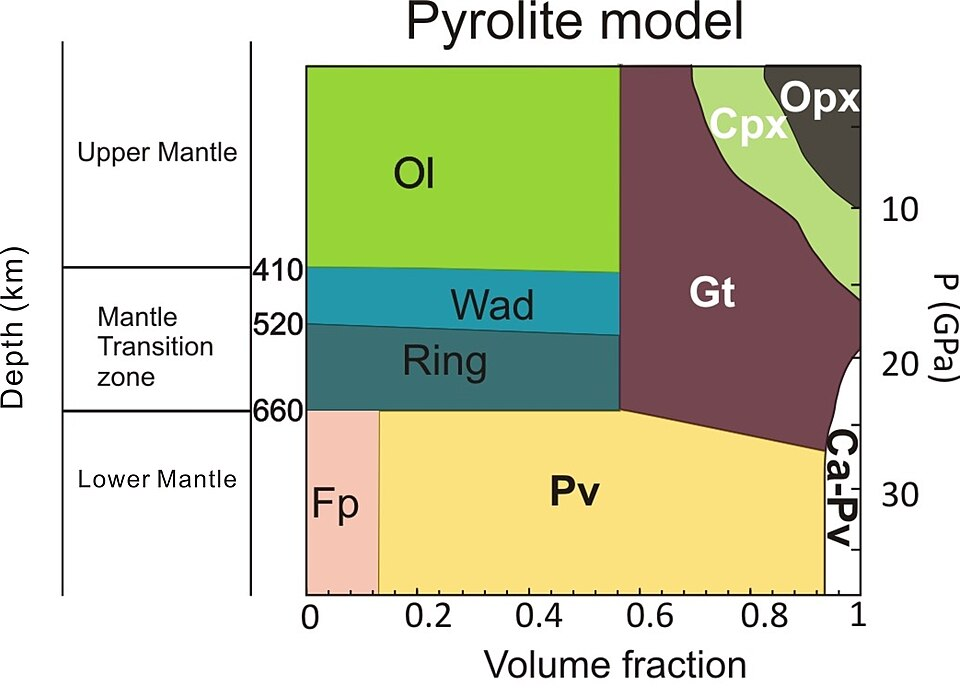 Pyrolite model
Depth (km)
Upper Mantle
Mantle
Transition
zone
Lower Mantle
410
520
660
Ol
Wad
Ring
Fp
Pv
Gt
Cpx
Opx
Ca-Pv
10
20
30
P (GPa)
0 0.2 0.4 0.6 0.8 1
Volume fraction